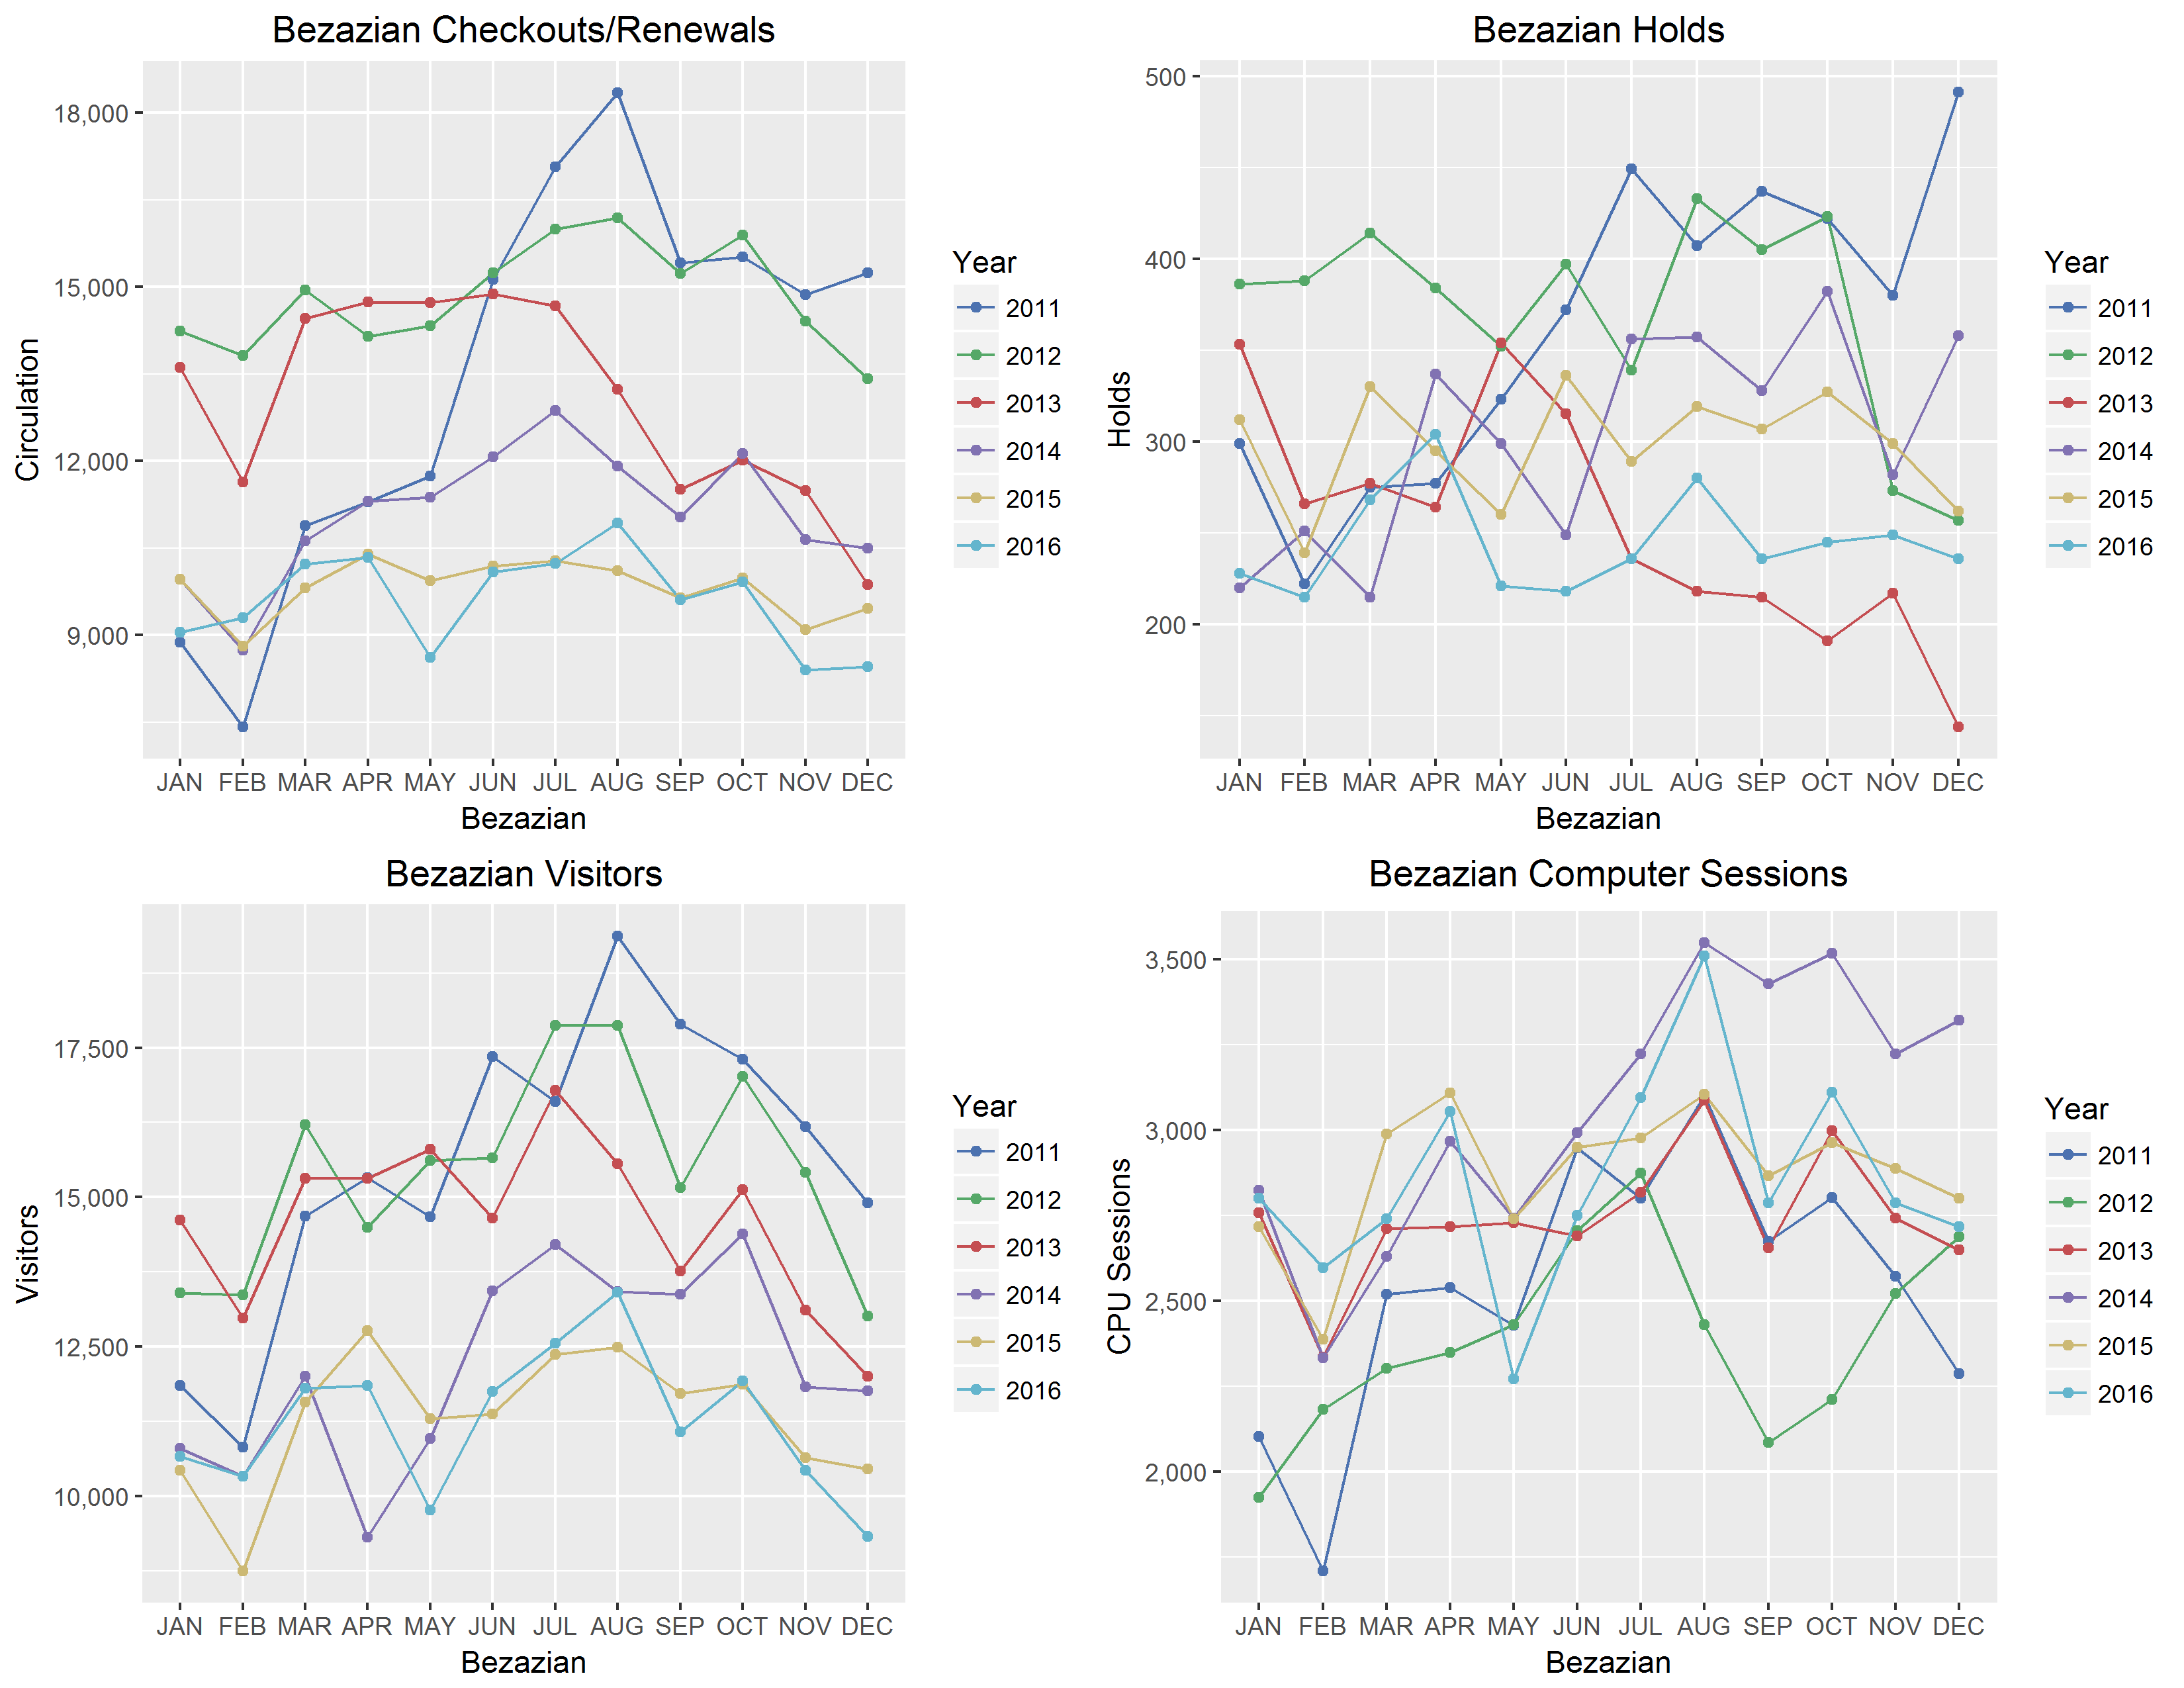 Bezazian Checkouts/Renewals
Circulation
18,000
15,000
12,000
9,000
JAN FEB MAR APR MAY JUN JUL AUG SEP OCT NOV DEC
Bezazian
Year
2011
2012
2013
2014
2015
2016
Bezazian Holds
Holds
500
400
300
200
JAN FEB MAR APR MAY JUN JUL AUG SEP OCT NOV DEC
Bezazian
Year
2011
2012
2013
2014
2015
2016
Bezazian Visitors
Visitors
17,500
15,000
12,500
10,000
JAN FEB MAR APR MAY JUN JUL AUG SEP OCT NOV DEC
Bezazian
Year
2011
2012
2013
2014
2015
2016
Bezazian Computer Sessions
CPU Sessions
3,500
3,000
2,500
2,000
JAN FEB MAR APR MAY JUN JUL AUG SEP OCT NOV DEC
Bezazian
Year
2011
2012
2013
2014
2015
2016